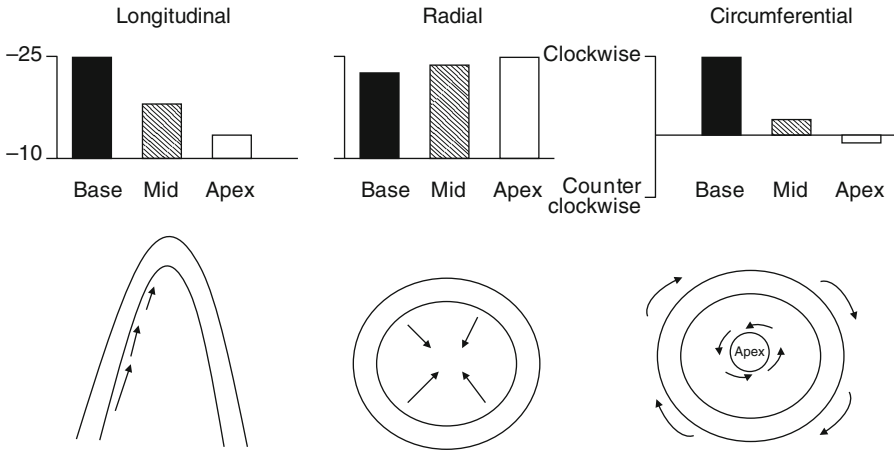 Longitudinal
Radial
Circumferential
–25
–10
Base Mid Apex
Base Mid Apex
Clockwise
Counter
clockwise
Base Mid Apex
Apex